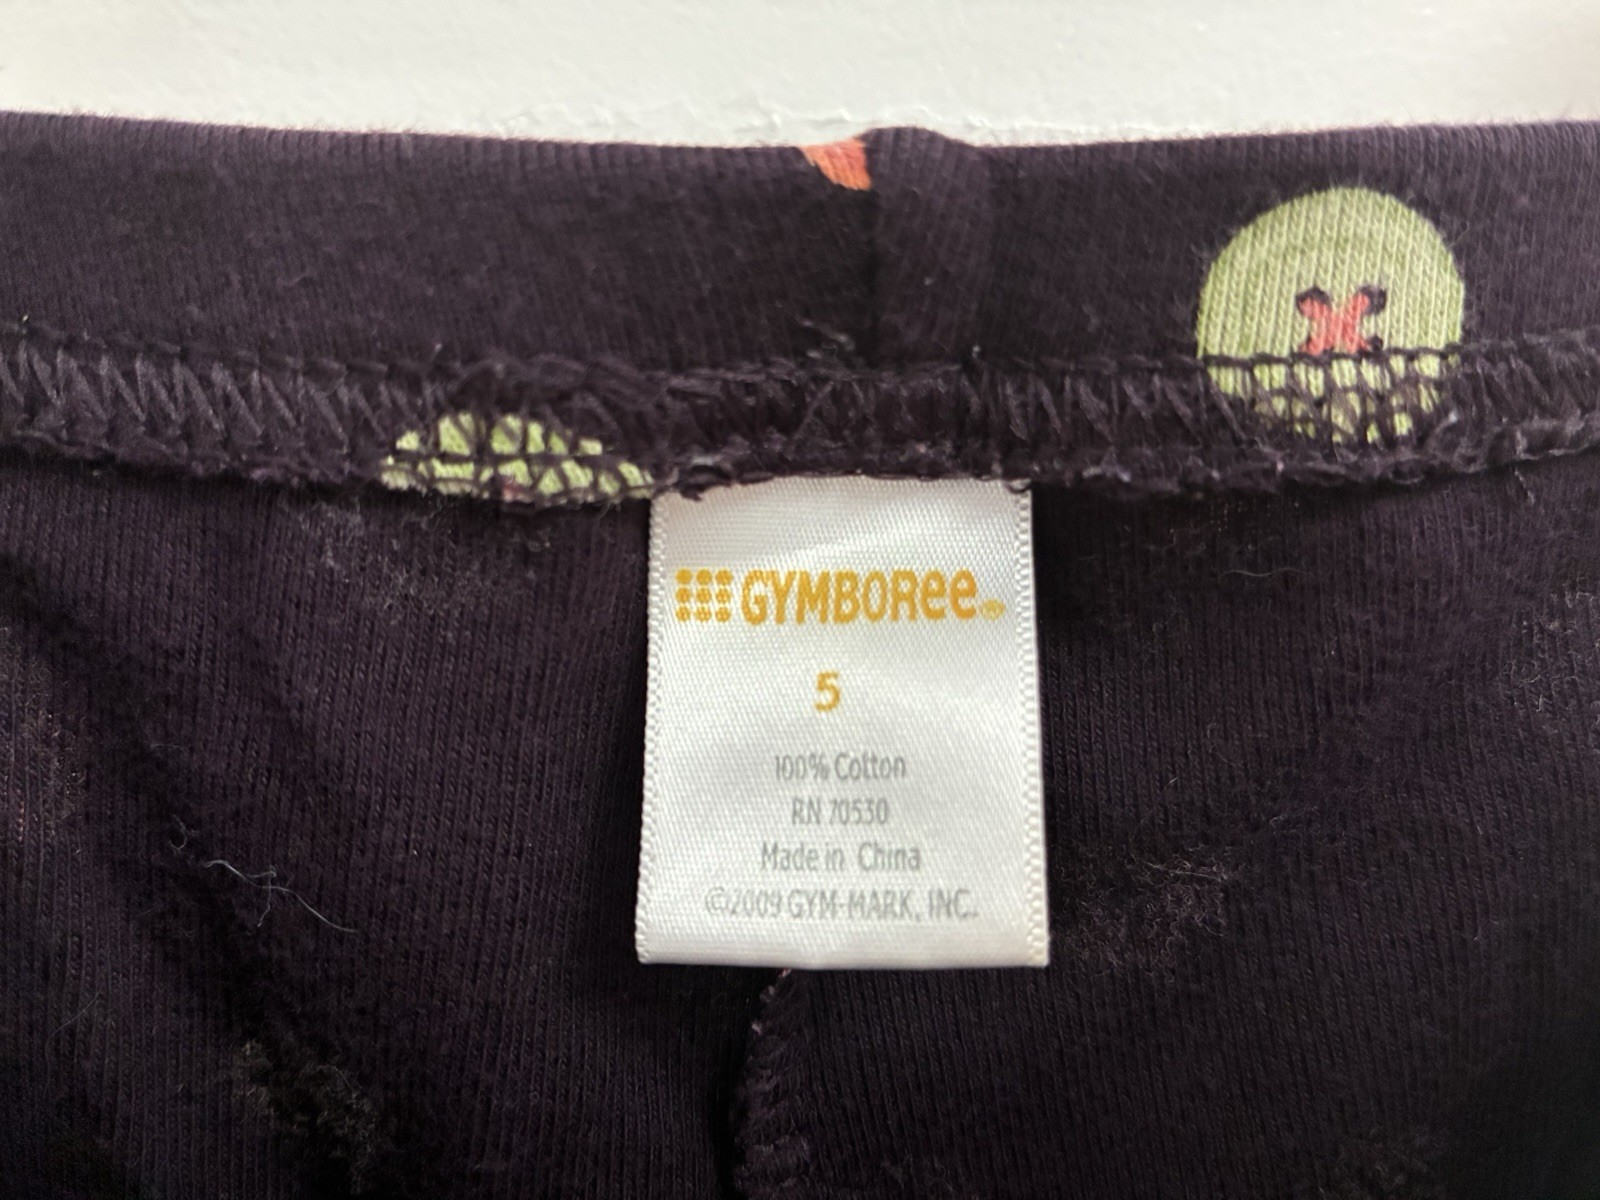 GYMBOREE®
5
100% Cotton
RN 70530
Made in China
©2009 GYM-MARK, INC.